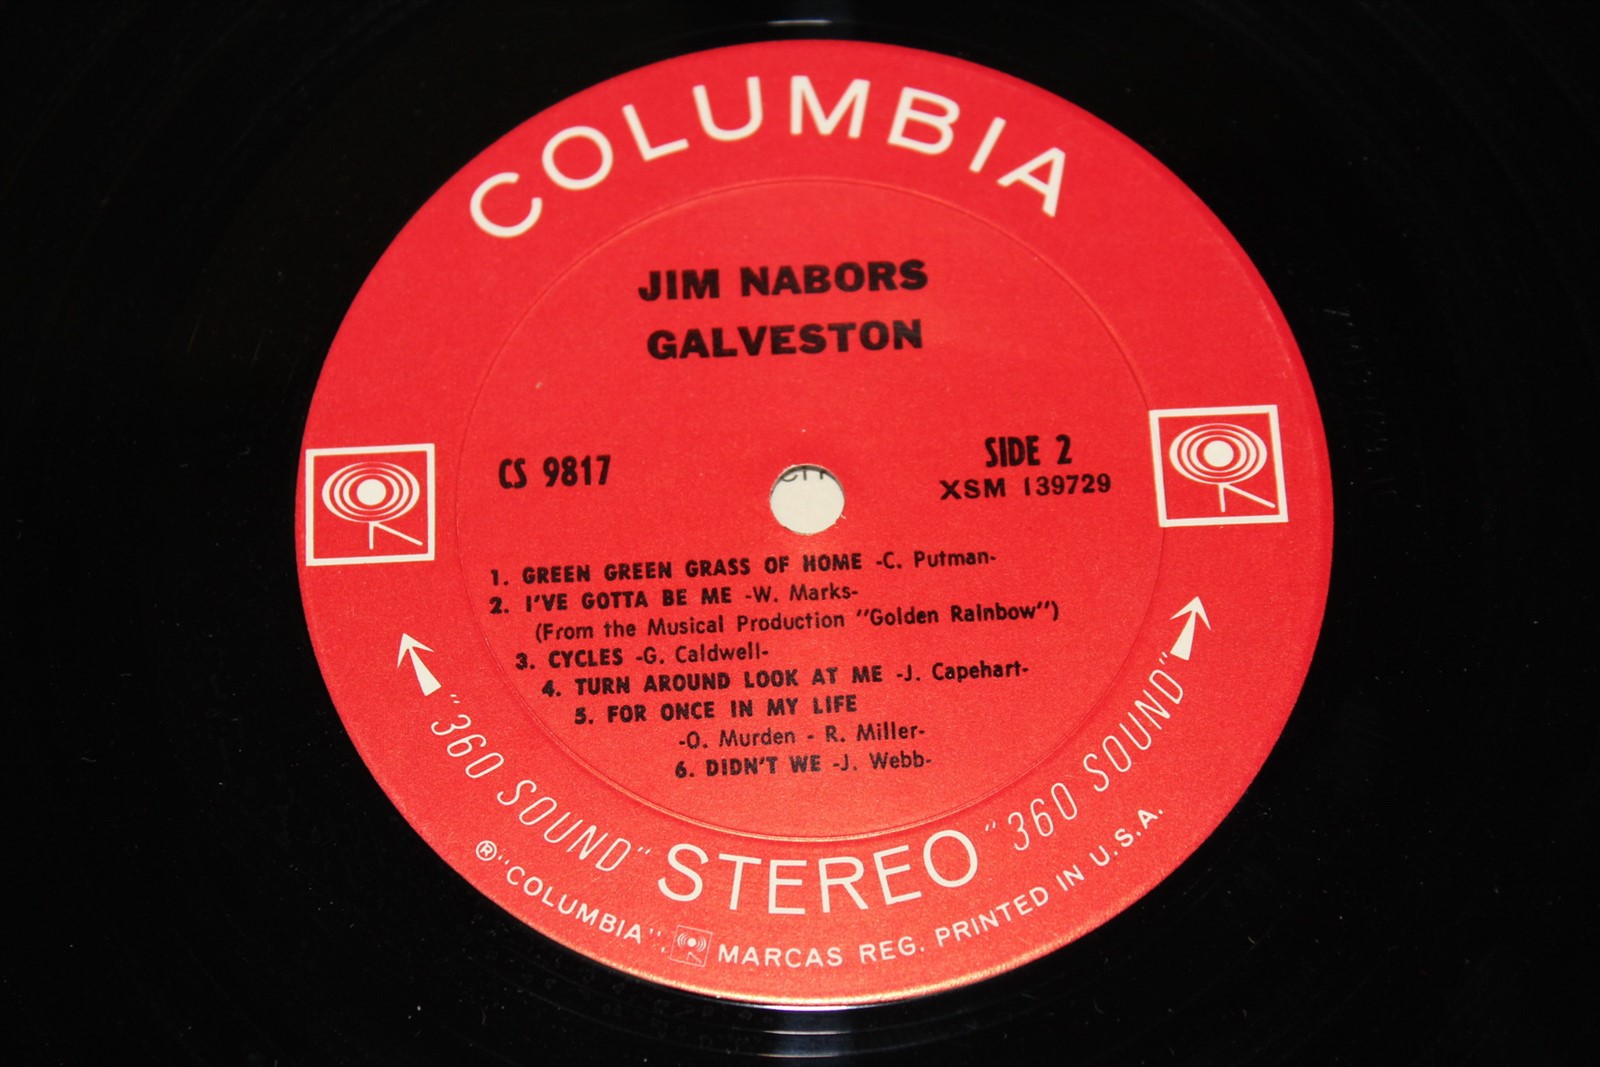 COLUMBIA
JIM NABORS
GALVESTON
CS 9817
SIDE 2
XSM 139729
1. GREEN GREEN GRASS OF HOME -C. Putman-
2. I'VE GOTTA BE ME -W. Marks-
(From the Musical Production "Golden Rainbow")
3. CYCLES -G. Caldwell-
4. TURN AROUND LOOK AT ME -J. Capehart-
5. FOR ONCE IN MY LIFE
-O. Murden - R. Miller-
6. DIDN'T WE -J. Webb-
"360 SOUND" STEREO "360 SOUND"
® "COLUMBIA", MARCAS REG. PRINTED IN U.S.A.